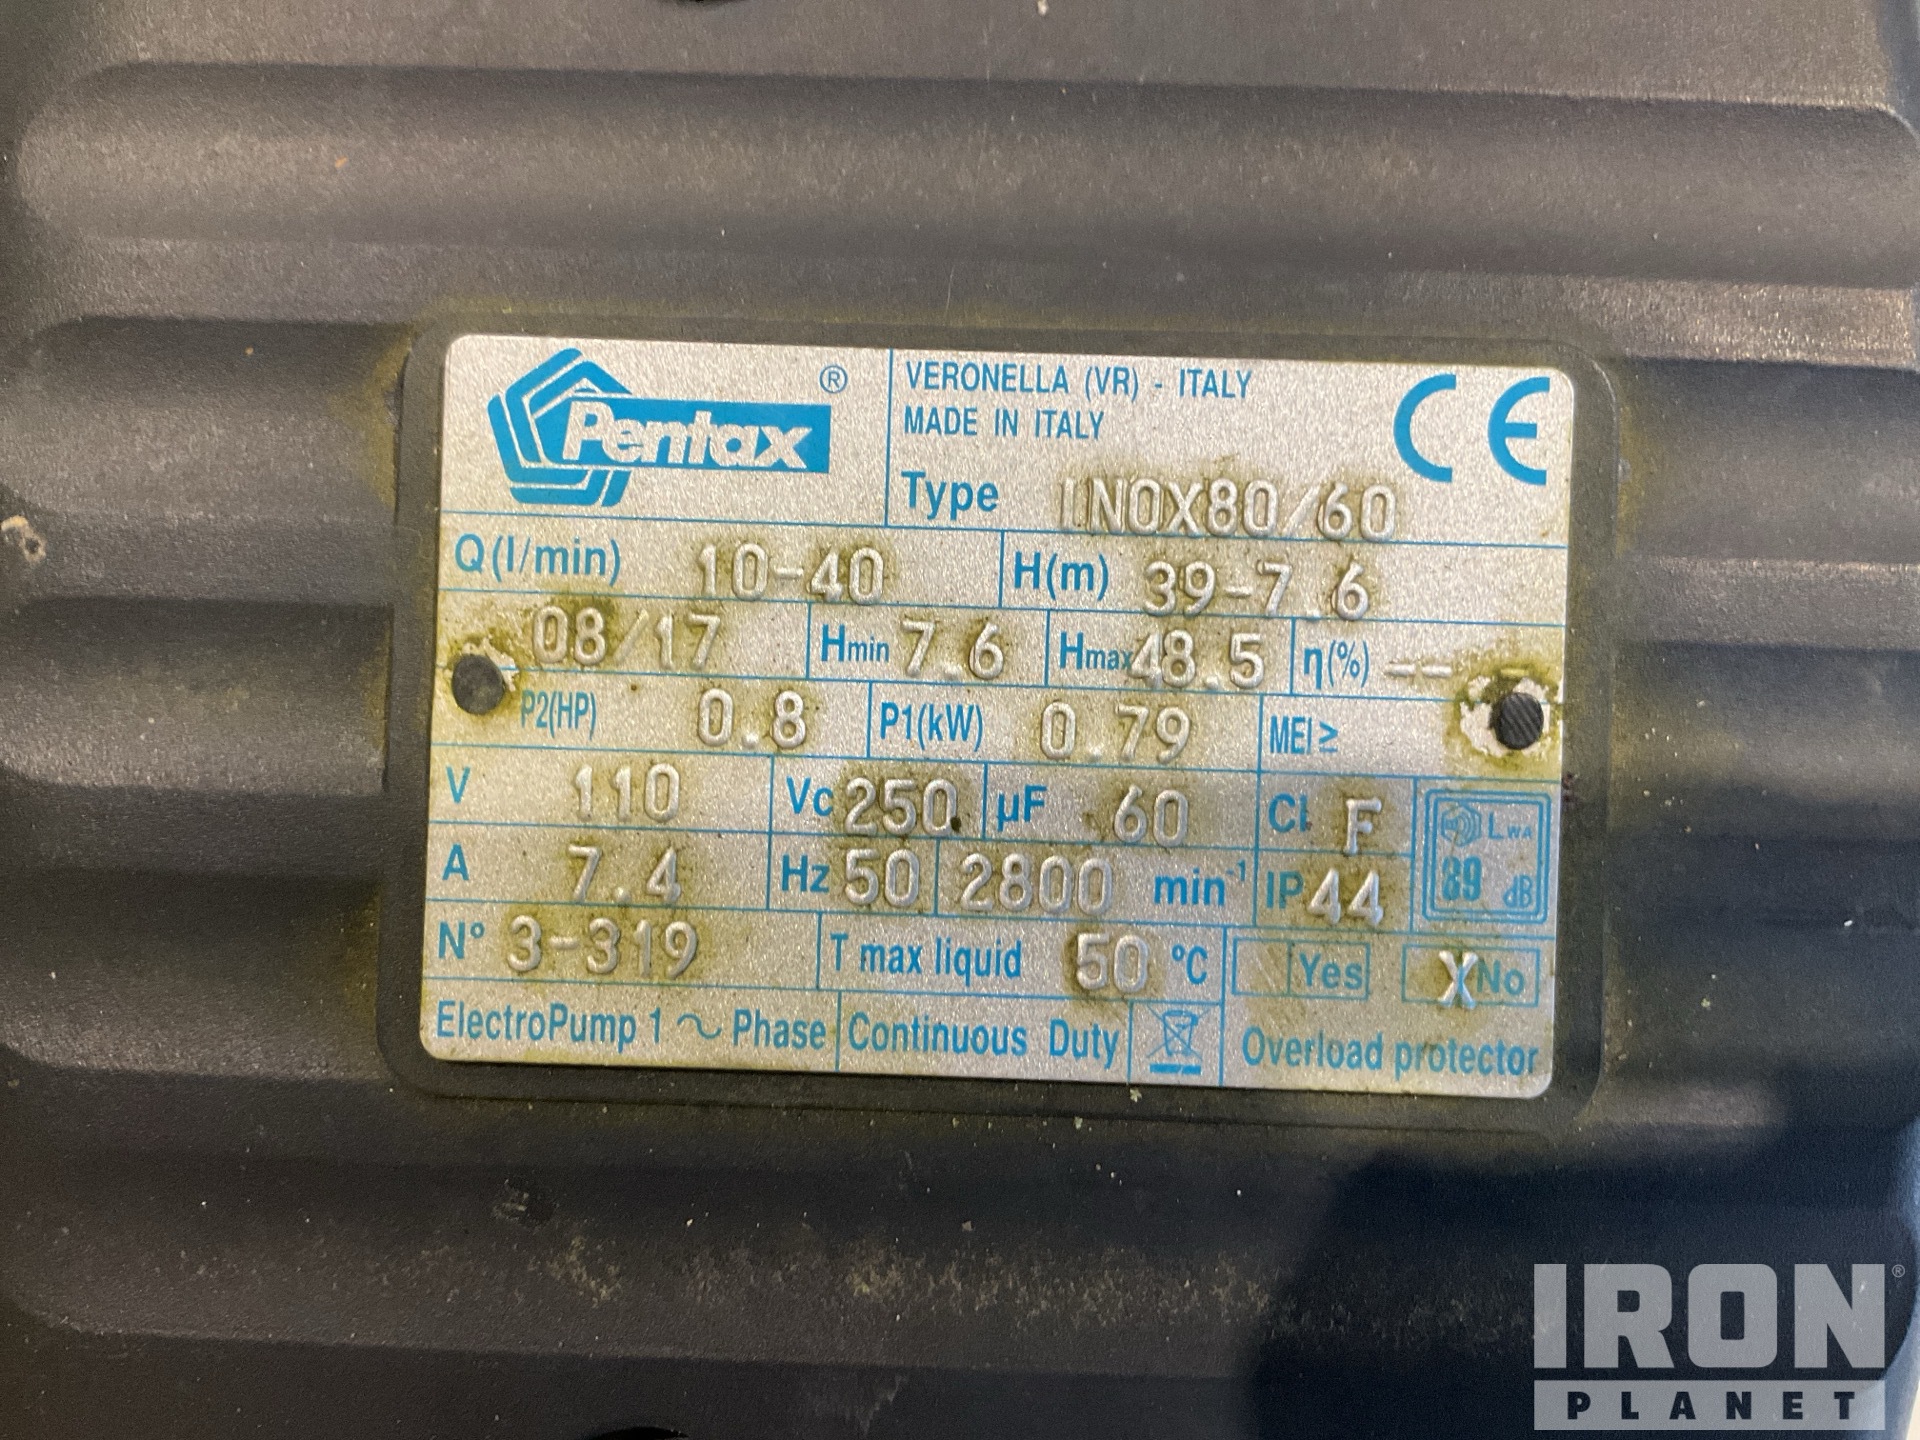 Pentax ®
VERONELLA (VR) - ITALY
MADE IN ITALY
Type INOX80/60
CE
Q(l/min) 10-40 H(m) 39-7.6
08/17 Hmin 7.6 Hmax 48.5 η(%) -- -
P2(HP) 0.8 P1(kW) 0.79 MEI ≥
V 110 Vc 250 µF 60 Cl F
LWA
A 7.4 Hz 50 2800 min-1 IP 44
89 dB
N° 3-319 T max liquid 50 °C Yes X No
ElectroPump 1 ~ Phase Continuous Duty Overload protector
IRON®
PLANET